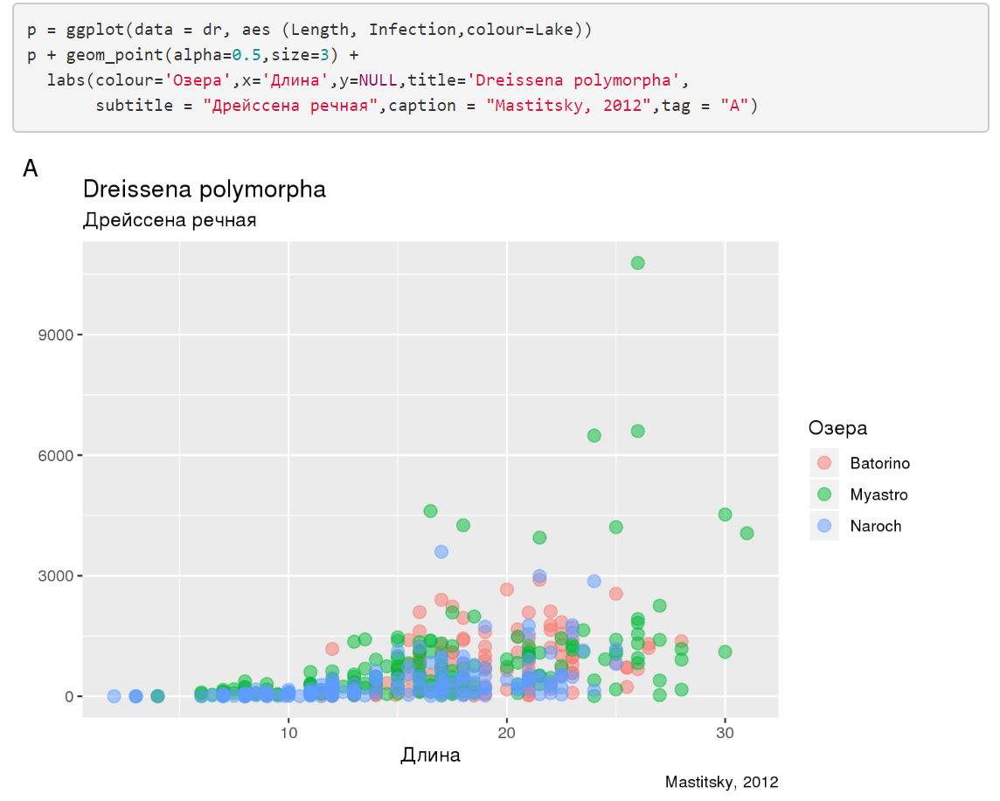 p = ggplot(data = dr, aes (Length, Infection,colour=Lake))
p + geom_point(alpha=0.5,size=3) +
  labs(colour='Озера',x='Длина',y=NULL,title='Dreissena polymorpha',
       subtitle = "Дрейссена речная",caption = "Mastitsky, 2012",tag = "A")
A
Dreissena polymorpha
Дрейссена речная
9000
6000
3000
0
10 20 30
Длина
Озера
Batorino
Myastro
Naroch
Mastitsky, 2012